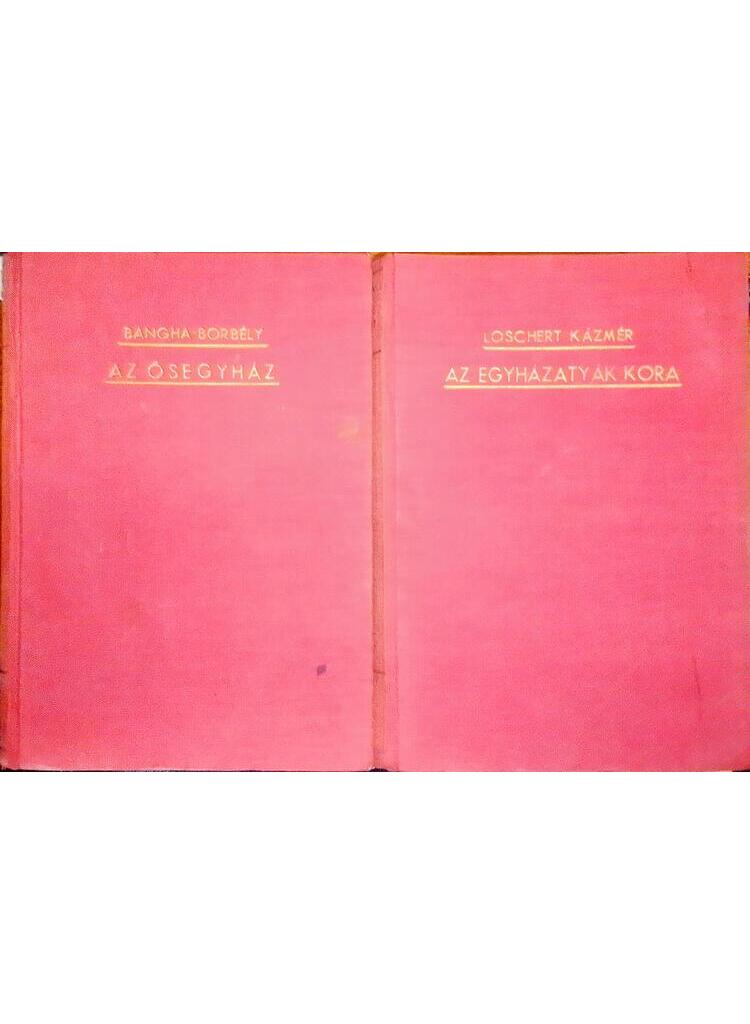 BANGHA-BORBÉLY
AZ ŐSEGYHÁZ
LOSCHERT KÁZMÉR
AZ EGYHÁZATYÁK KORA